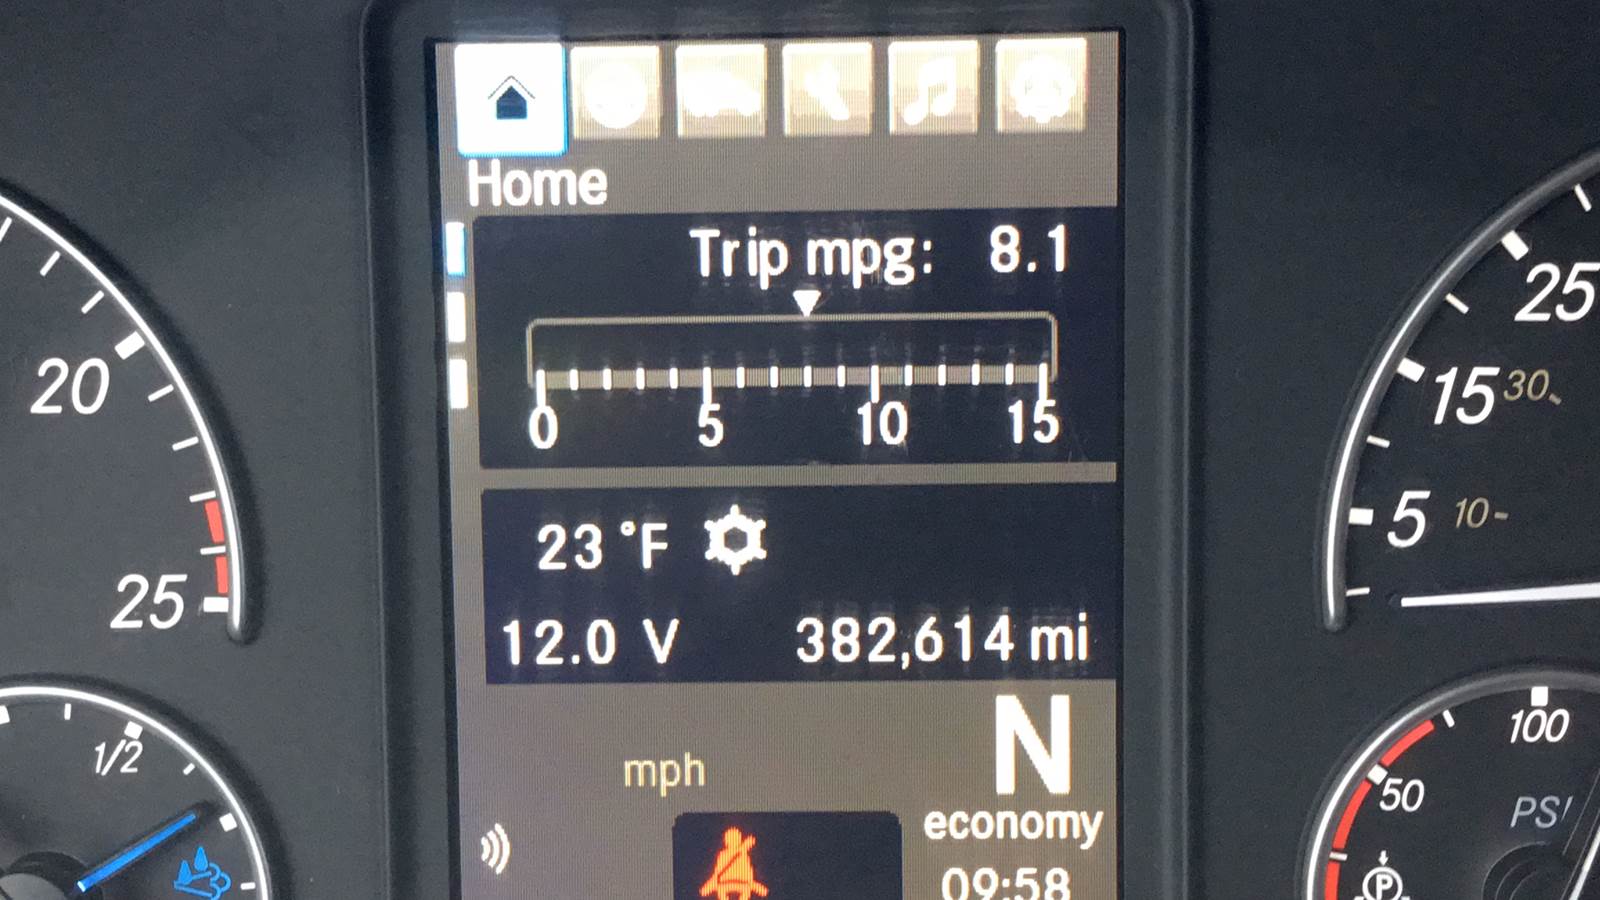 Home
Trip mpg: 8.1
0 5 10 15
23 °F
12.0 V 382,614 mi
N
mph
economy
09:58
20
25
1/2
25
15 30
5 10
100
50
PSI
P